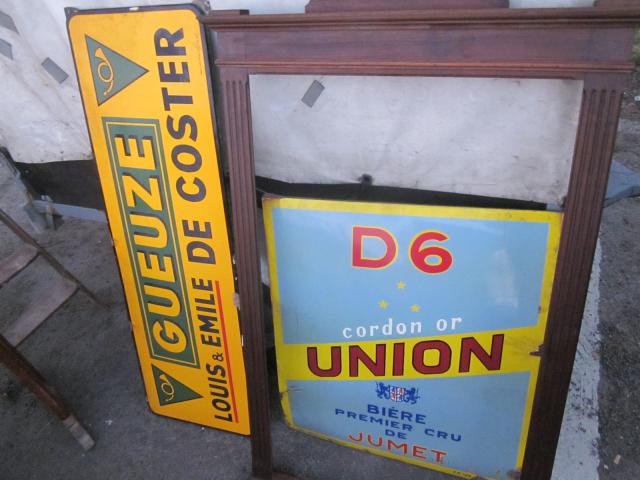 GUEUZE
LOUIS & EMILE DE COSTER
D6
cordon or
UNION
BIÈRE
PREMIER CRU
DE
JUMET